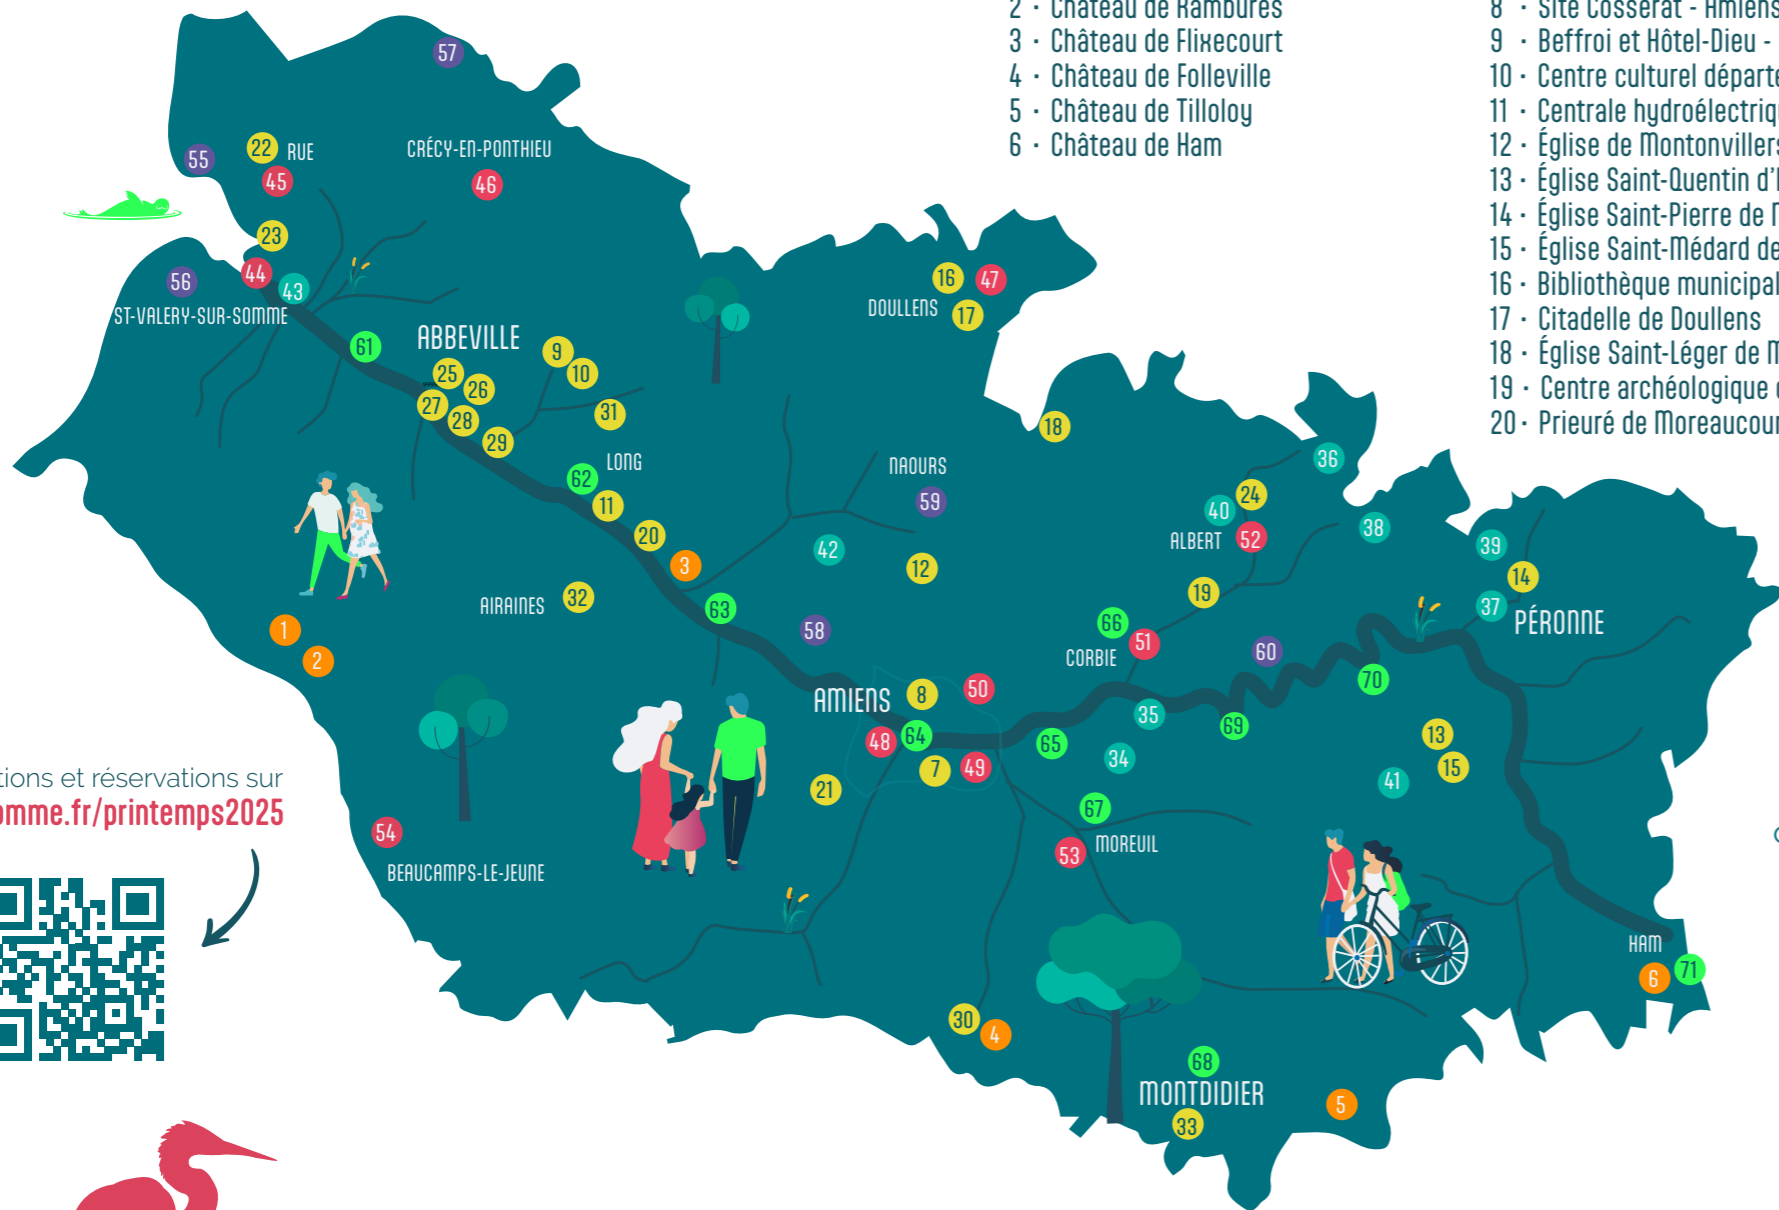 2 · Château de Rambures
3 · Château de Flixecourt
4 · Château de Folleville
5 · Château de Tilloloy
6 · Château de Ham
8 · Site Cosserat - Amiens
9 · Beffroi et Hôtel-Dieu -
10 · Centre culturel départe
11 · Centrale hydroélectriqu
12 · Église de Montonvillers
13 · Église Saint-Quentin d'
14 · Église Saint-Pierre de
15 · Église Saint-Médard de
16 · Bibliothèque municipal
17 · Citadelle de Doullens
18 · Église Saint-Léger de
19 · Centre archéologique
20 · Prieuré de Moreaucour
57
55
22
RUE
45
CRÉCY-EN-PONTHIEU
46
23
44
43
56
ST-VALERY-SUR-SOMME
16
47
DOULLENS
17
61
ABBEVILLE
9
10
25
26
27
28
29
31
18
LONG
62
11
20
3
NAOURS
59
42
12
36
24
40
ALBERT
52
38
39
14
37
PÉRONNE
AIRAINES
32
63
58
19
66
51
CORBIE
60
70
1
2
AMIENS
8
50
48
64
7
49
65
35
34
69
13
15
41
21
67
53
MOREUIL
tions et réservations sur
omme.fr/printemps2025
54
BEAUCAMPS-LE-JEUNE
HAM
6
71
30
4
68
MONTDIDIER
33
5